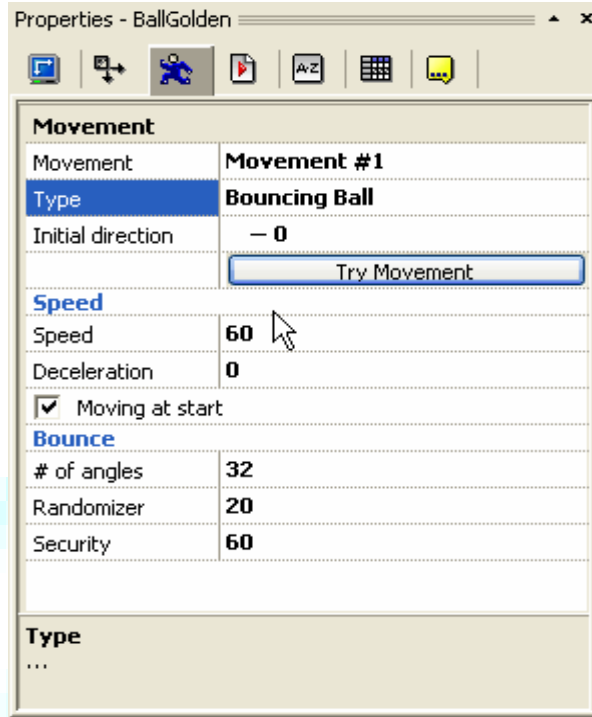 Properties - BallGolden
A-Z
Movement
Movement Movement #1
Type Bouncing Ball
Initial direction — 0
Try Movement
Speed
Speed 60
Deceleration 0
Moving at start
Bounce
# of angles 32
Randomizer 20
Security 60
Type
...